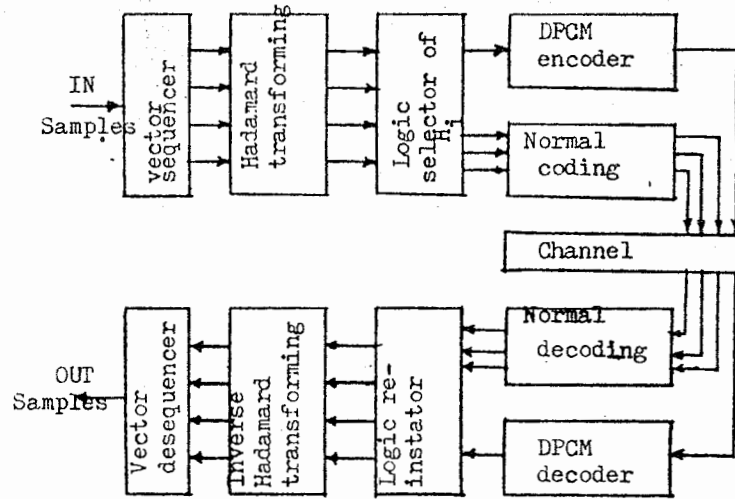 IN
Samples
vector
sequencer
Hadamard
transforming
Logic
selector of
Hi
DPCM
encoder
Normal
coding
Channel
Normal
decoding
DPCM
decoder
Logic re-
instator
Inverse
Hadamard
transforming
Vector
desequencer
OUT
Samples